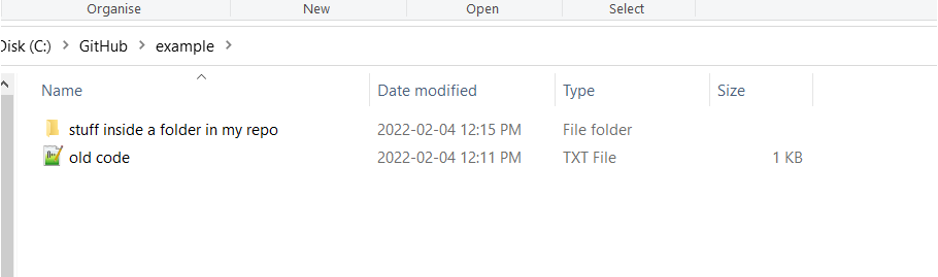 Organise New Open Select
Disk (C:) > GitHub > example >
Name Date modified Type Size
stuff inside a folder in my repo 2022-02-04 12:15 PM File folder
old code 2022-02-04 12:11 PM TXT File 1 KB